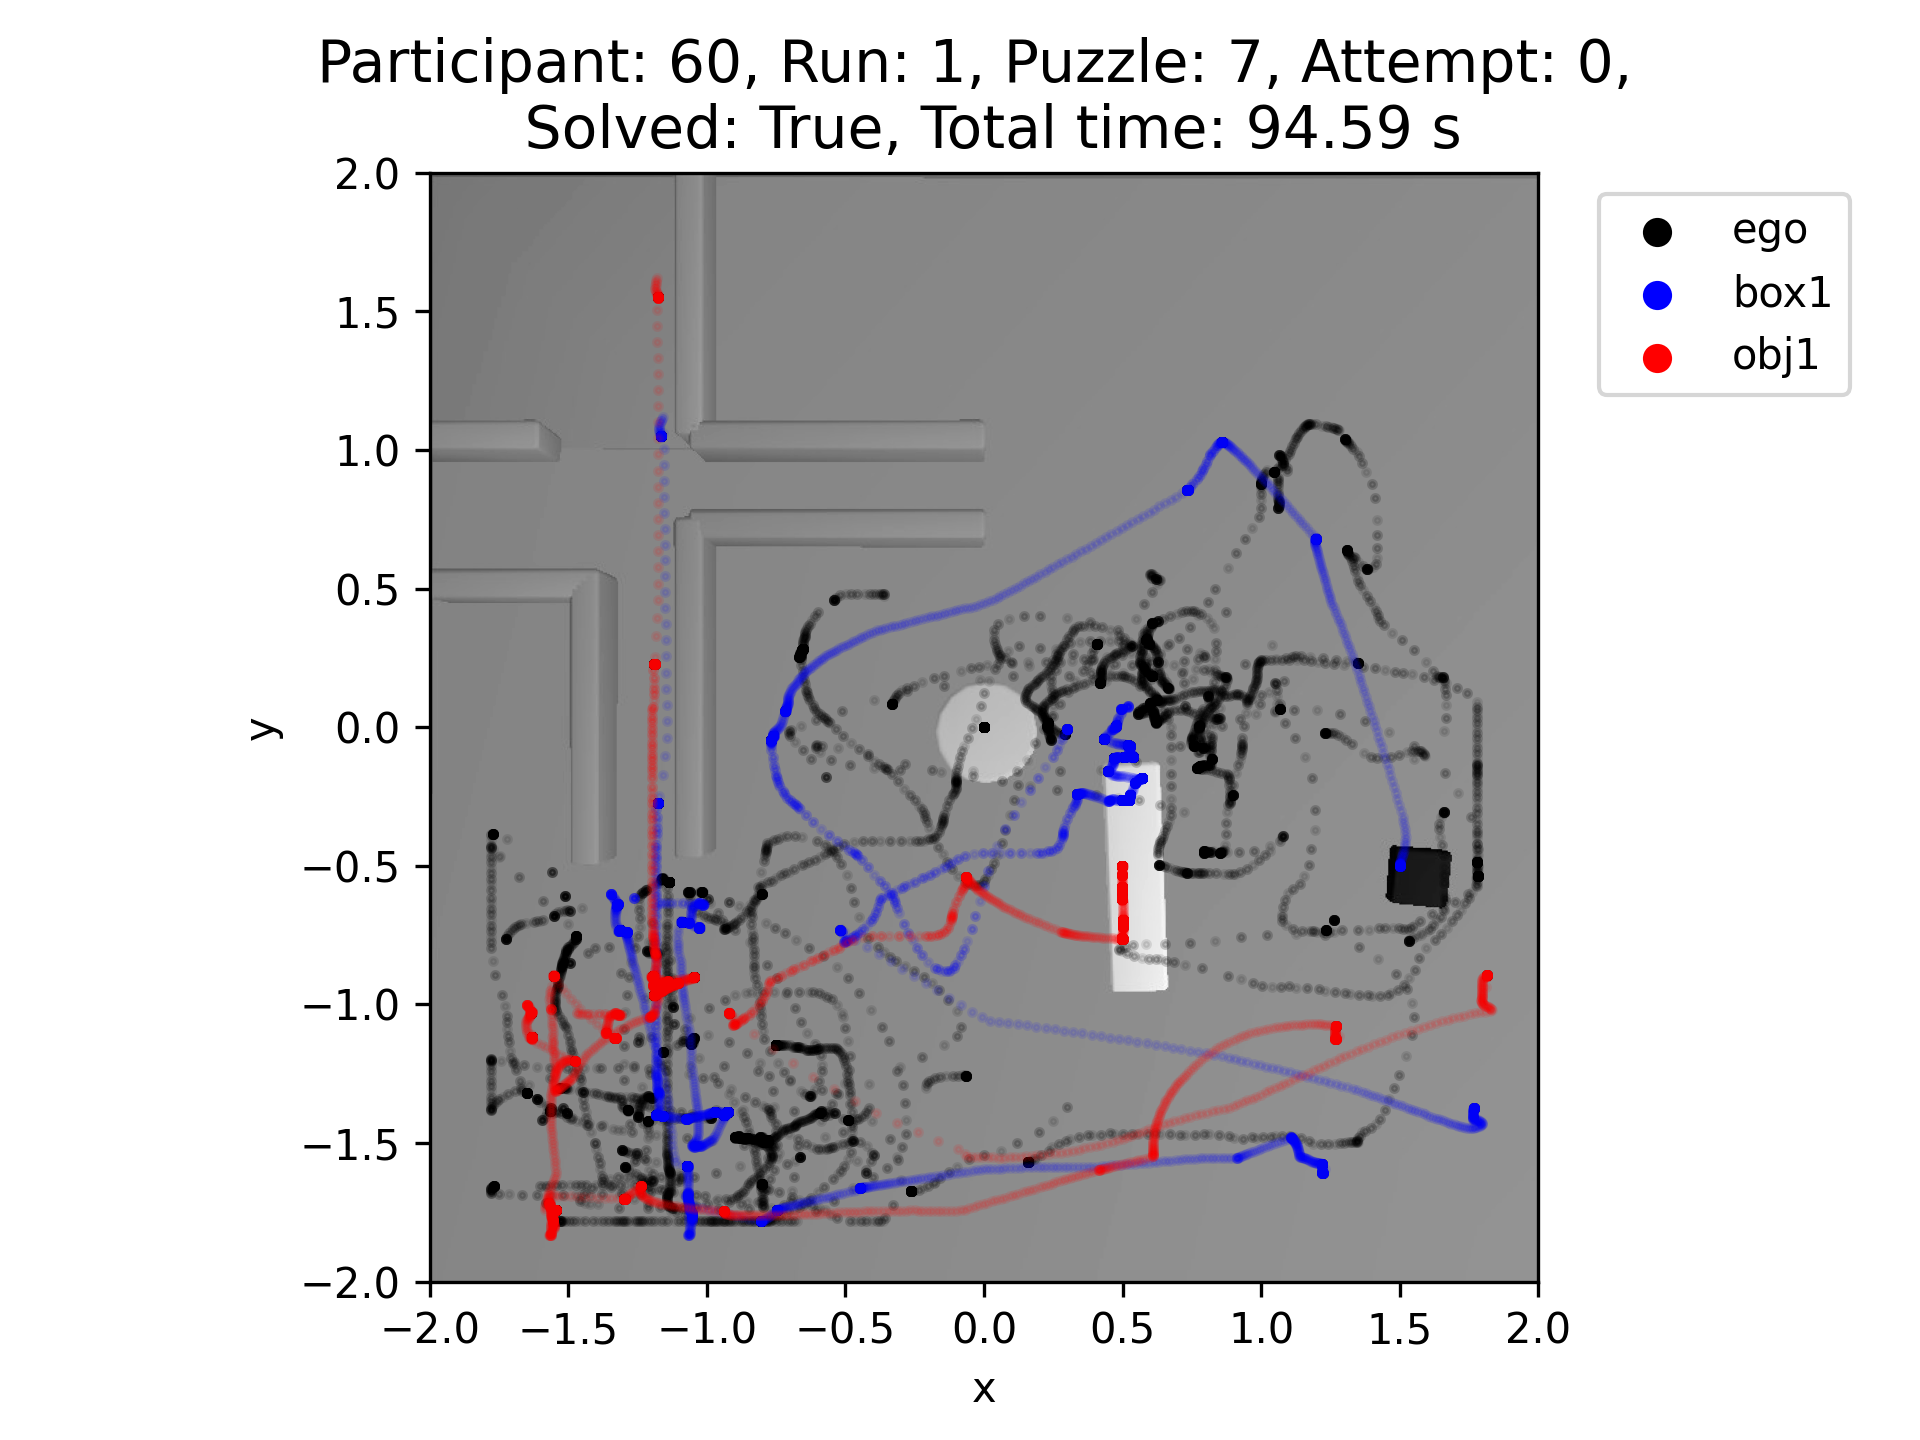 Participant: 60, Run: 1, Puzzle: 7, Attempt: 0,
Solved: True, Total time: 94.59 s
ego
box1
obj1
2.0
1.5
1.0
0.5
0.0
−0.5
−1.0
−1.5
−2.0
y
−2.0 −1.5 −1.0 −0.5 0.0 0.5 1.0 1.5 2.0
x